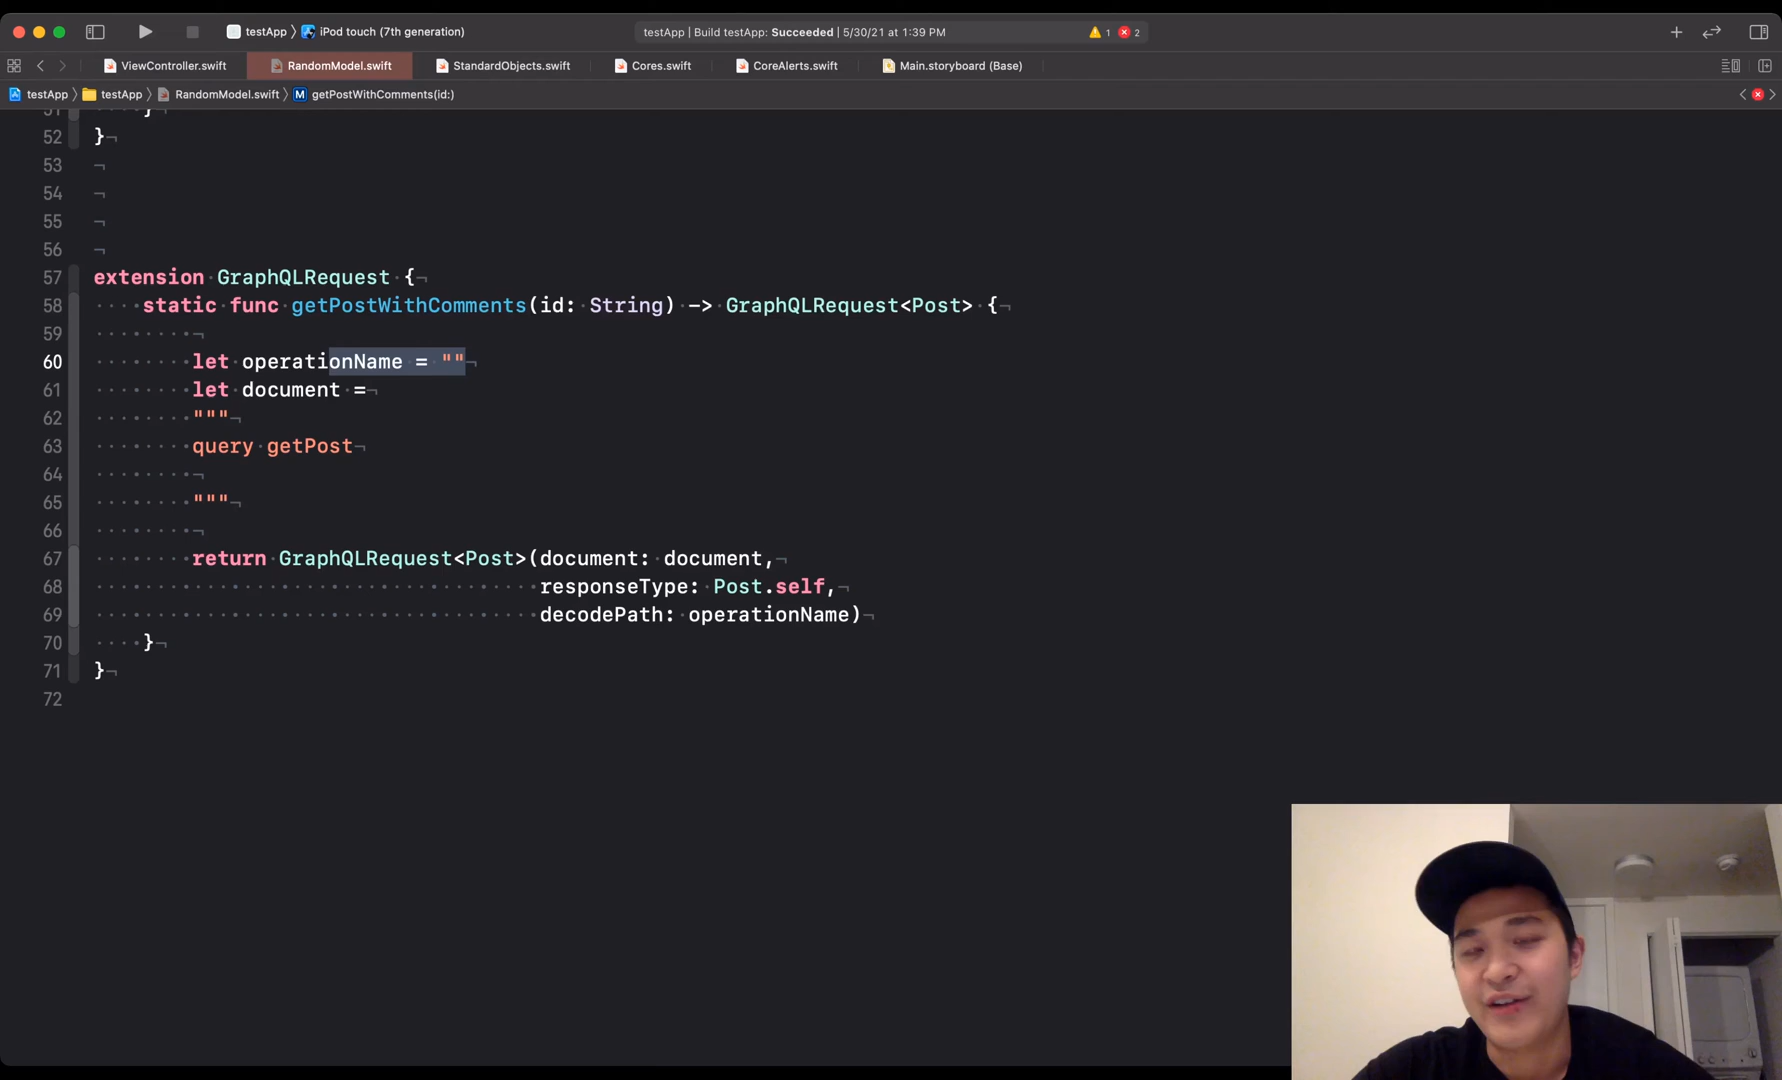 testApp 〉 iPod touch (7th generation)
testApp | Build testApp: Succeeded | 5/30/21 at 1:39 PM
1
2
ViewController.swift
RandomModel.swift
StandardObjects.swift
Cores.swift
CoreAlerts.swift
Main.storyboard (Base)
testApp 〉 testApp 〉 RandomModel.swift 〉 M getPostWithComments(id:)
52 }
53
54
55
56
57 extension GraphQLRequest {
58 static func getPostWithComments(id: String) -> GraphQLRequest<Post> {
59
60 let operationName = ""
61 let document =
62 """
63 query getPost
64
65 """
66
67 return GraphQLRequest<Post>(document: document,
68 responseType: Post.self,
69 decodePath: operationName)
70 }
71 }
72